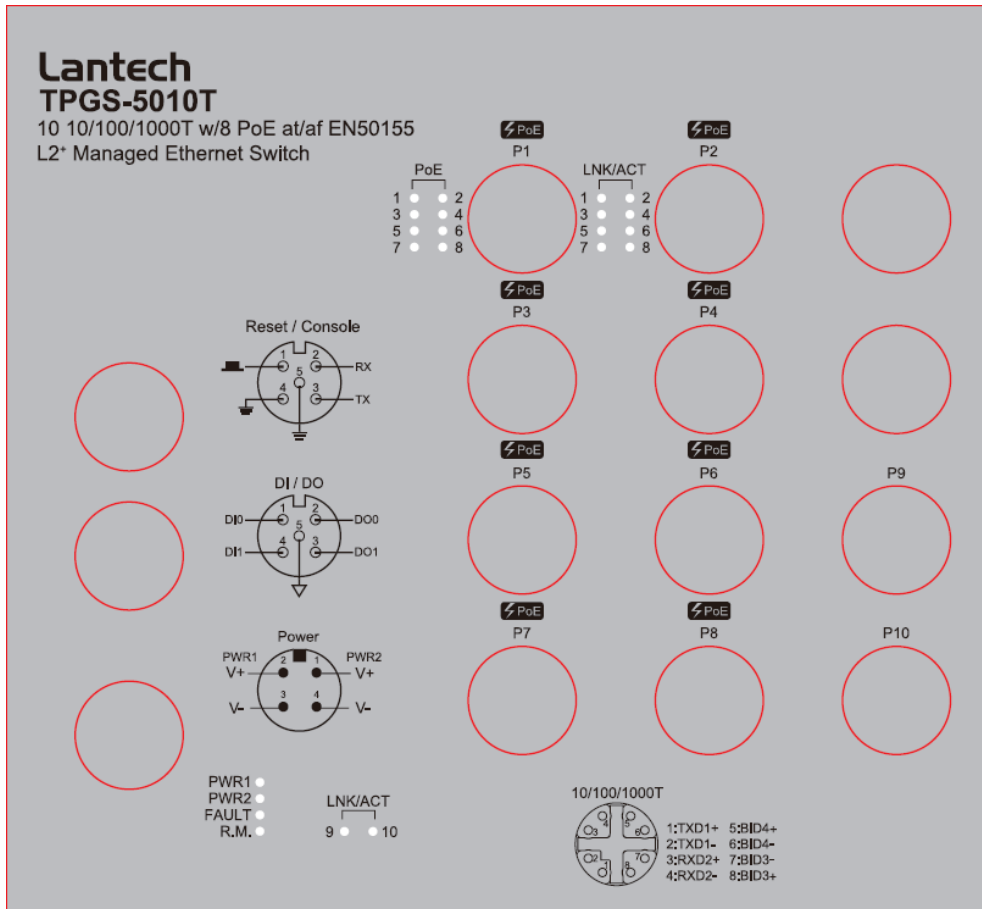 Lantech
TPGS-5010T
10 10/100/1000T w/8 PoE at/af EN50155
L2+ Managed Ethernet Switch
PoE
P1
PoE
P2
PoE
LNK/ACT
1 2
3 4
5 6
7 8
1 2
3 4
5 6
7 8
PoE
P3
PoE
P4
Reset / Console
1 2 RX
5
4 3 TX
PoE
P5
PoE
P6
P9
DI / DO
DI0 1 2 DO0
5
DI1 4 3 DO1
PoE
P7
PoE
P8
P10
Power
PWR1 2 1 PWR2
V+ V+
3 4
V- V-
PWR1
PWR2
FAULT
R.M.
LNK/ACT
9 10
10/100/1000T
4 5
3 6
2 7
1 8
1:TXD1+ 5:BID4+
2:TXD1- 6:BID4-
3:RXD2+ 7:BID3-
4:RXD2- 8:BID3+